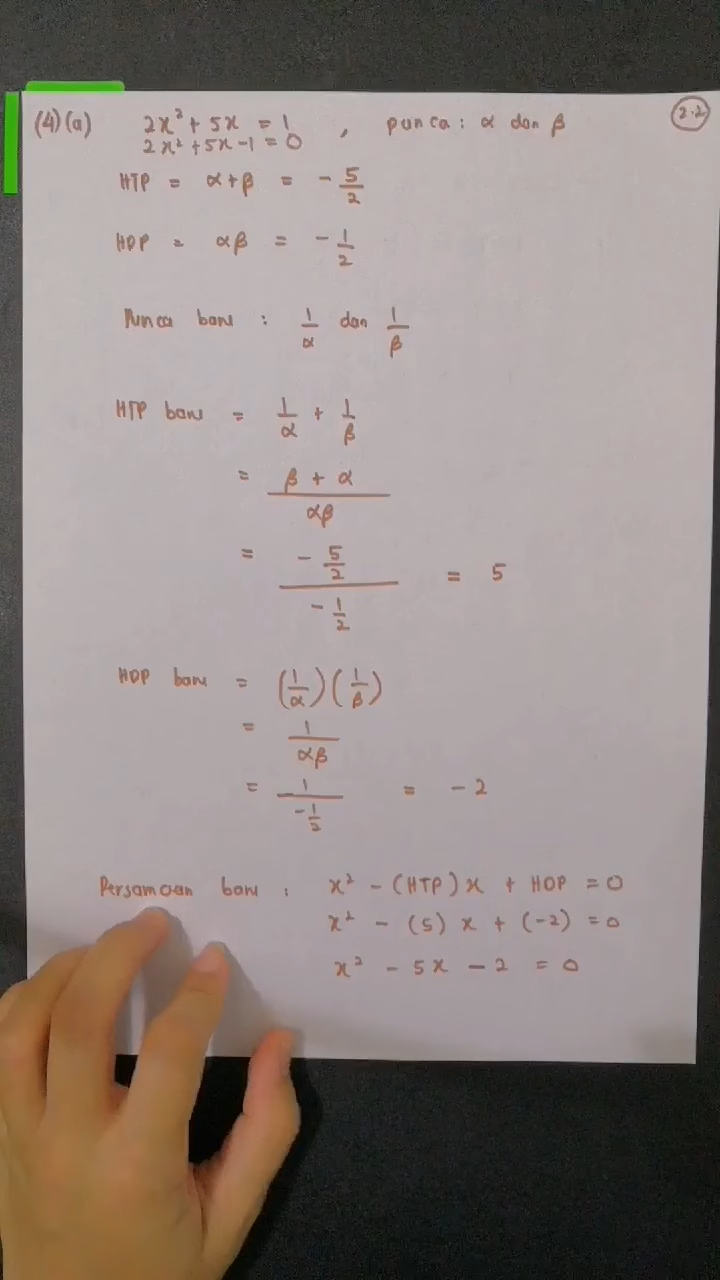 (4)(a) 2x² + 5x = 1 , punca : α dan β (2.2)
2x² + 5x - 1 = 0
HTP = α+β = - 5/2
HDP = αβ = - 1/2
Punca baru : 1/α dan 1/β
HTP baru = 1/α + 1/β
= β + α / αβ
= - 5/2 / - 1/2 = 5
HDP baru = (1/α)(1/β)
= 1/αβ
= 1 / -1/2 = - 2
Persamaan baru : x² - (HTP)x + HDP = 0
x² - (5) x + (-2) = 0
x² - 5x - 2 = 0